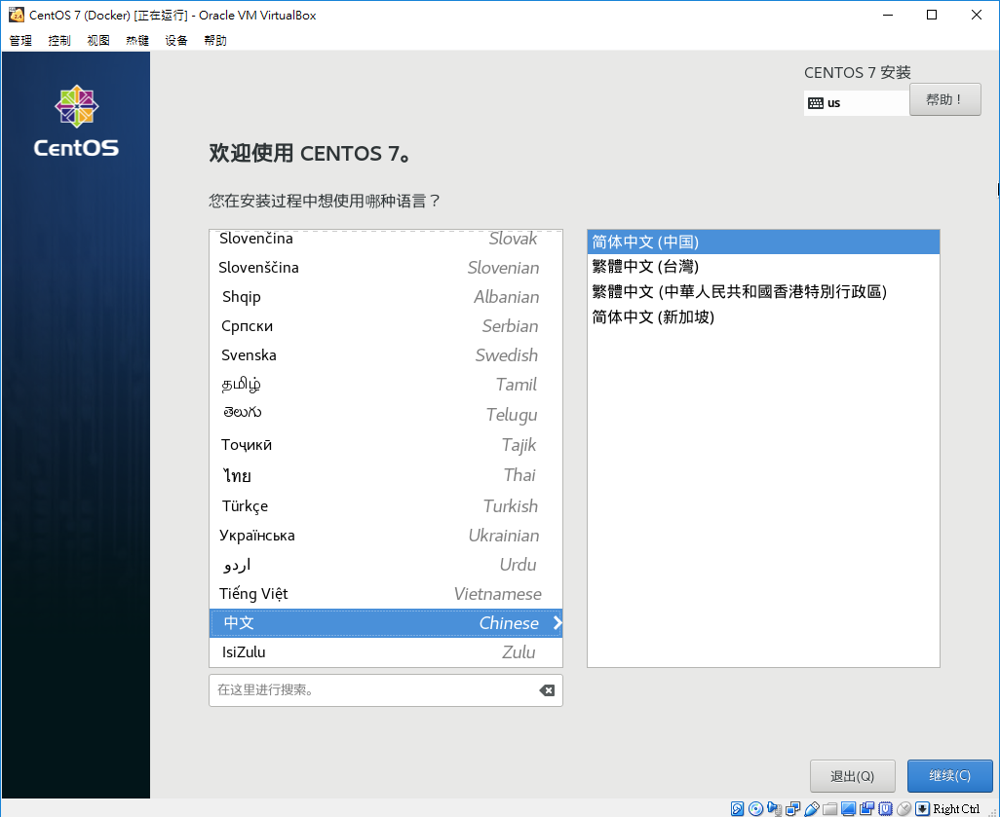 CentOS 7 (Docker) [正在运行] - Oracle VM VirtualBox
管理 控制 视图 热键 设备 帮助
CentOS
CENTOS 7 安装
us
帮助！
欢迎使用 CENTOS 7。
您在安装过程中想使用哪种语言？
Slovenčina Slovak
Slovenščina Slovenian
Shqip Albanian
Српски Serbian
Svenska Swedish
தமிழ் Tamil
తెలుగు Telugu
Тоҷикӣ Tajik
ไทย Thai
Türkçe Turkish
Українська Ukrainian
اردو Urdu
Tiếng Việt Vietnamese
中文 Chinese
IsiZulu Zulu
简体中文 (中国)
繁體中文 (台灣)
繁體中文 (中華人民共和國香港特別行政區)
简体中文 (新加坡)
在这里进行搜索。
退出(Q)
继续(C)
Right Ctrl